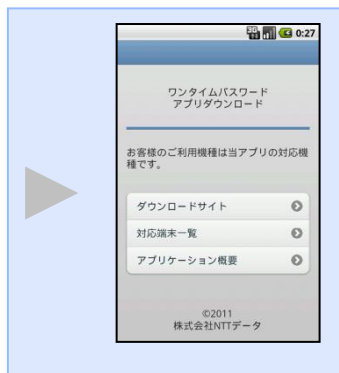 3G 0:27
ワンタイムパスワード
アプリダウンロード
お客様のご利用機種は当アプリの対応機
種です。
ダウンロードサイト
対応端末一覧
アプリケーション概要
©2011
株式会社NTTデータ